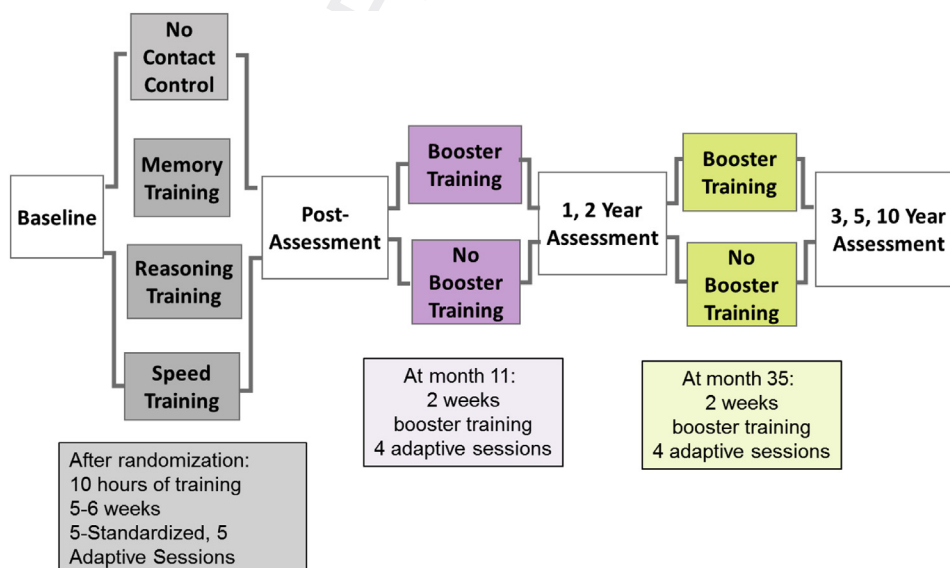 No
Contact
Control
Memory
Training
Baseline
Reasoning
Training
Speed
Training
Post-
Assessment
Booster
Training
No
Booster
Training
1, 2 Year
Assessment
Booster
Training
No
Booster
Training
3, 5, 10 Year
Assessment
After randomization:
10 hours of training
5-6 weeks
5-Standardized, 5
Adaptive Sessions
At month 11:
2 weeks
booster training
4 adaptive sessions
At month 35:
2 weeks
booster training
4 adaptive sessions